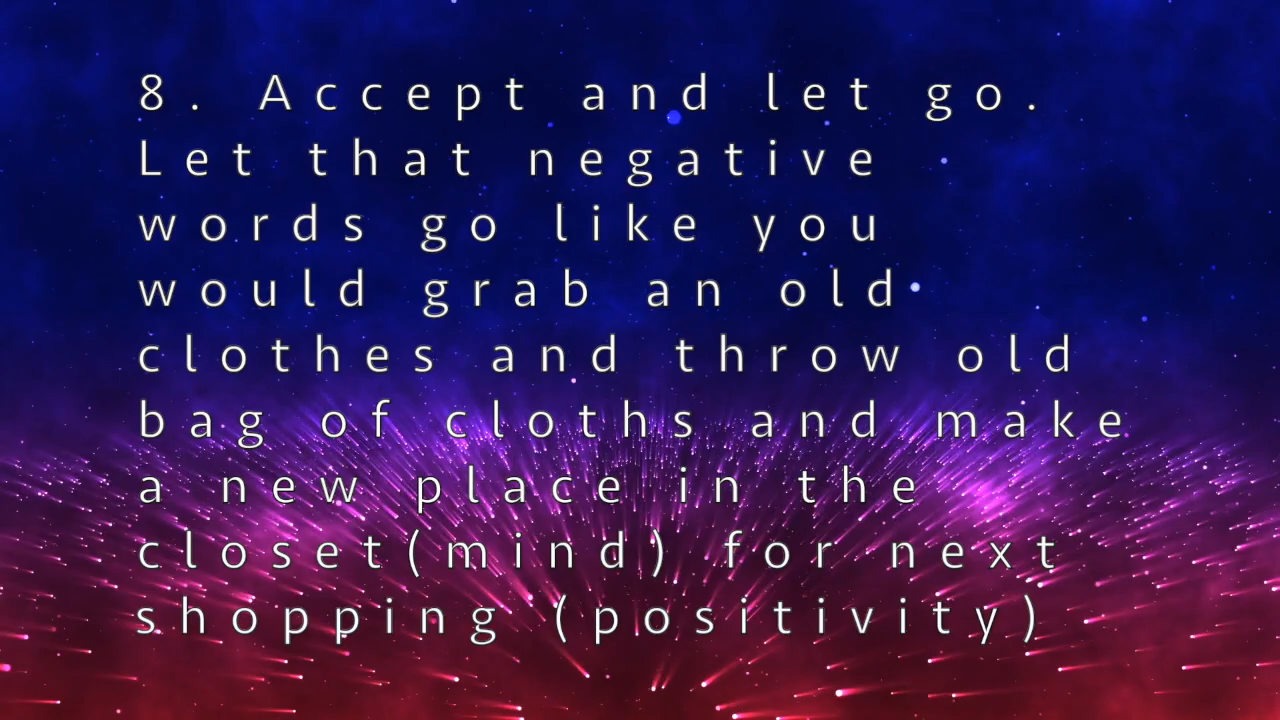 8. Accept and let go.
Let that negative
words go like you
would grab an old
clothes and throw old
bag of cloths and make
a new place in the
closet(mind) for next
shopping (positivity)